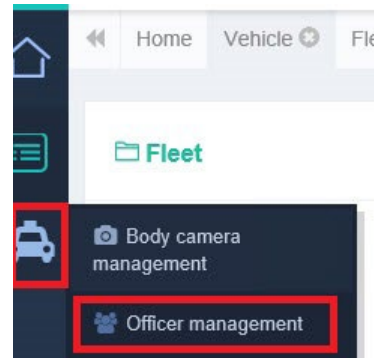 Home Vehicle
Fleet
Body camera
management
Officer management